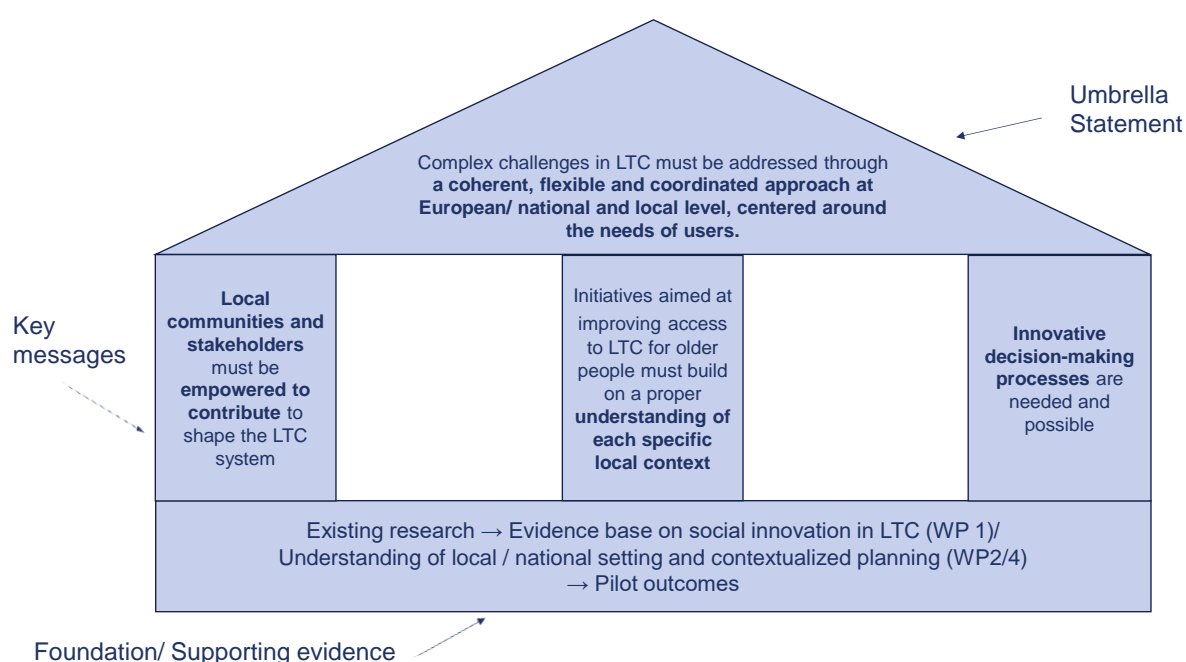 Umbrella
Statement
Complex challenges in LTC must be addressed through
a coherent, flexible and coordinated approach at
European/ national and local level, centered around
the needs of users.
Key
messages
Local
communities and
stakeholders
must be
empowered to
contribute to
shape the LTC
system
Initiatives aimed at
improving access
to LTC for older
people must build
on a proper
understanding of
each specific
local context
Innovative
decision-making
processes are
needed and
possible
Existing research → Evidence base on social innovation in LTC (WP 1)/
Understanding of local / national setting and contextualized planning (WP2/4)
→ Pilot outcomes
Foundation/ Supporting evidence